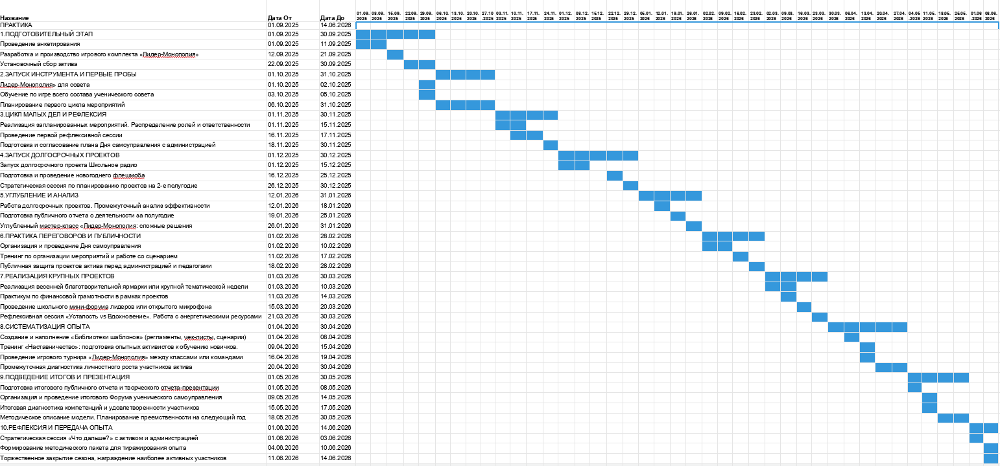 Название Дата От Дата До 01.09. 2025 08.09. 2025 15.09. 2025 22.09. 2025 29.09. 2025 06.10. 2025 13.10. 2025 20.10. 2025 27.10 .2025 03.11. 2025 10.11. 2025 17.11. 2025 24.11. 2025 01.12. 2025 08.12. 2025 15.12. 2025 22.12. 2025 29.12. 2025 05.01. 2026 12.01. 2026 19.01. 2026 26.01. 2026 02.02. 2026 09.02. 2026 16.02. 2026 23.02. 2026 02.03. 2026 09.03. 2026 16.03. 2026 23.03. 2026 30.03. 2026 06.04. 2026 13.04. 2026 20.04. 2026 27.04. 2026 04.05 .2026 11.05. 2026 18.05. 2026 25.05. 2026 01.06 .2026 08.06. 2026
ПРАКТИКА 01.09.2025 14.06.2026
1.ПОДГОТОВИТЕЛЬНЫЙ ЭТАП 01.09.2025 30.09.2025
Проведение анкетирования 01.09.2025 11.09.2025
Разработка и производство игрового комплекта «Лидер-Монополия» 12.09.2025 21.09.2025
Установочный сбор актива 22.09.2025 30.09.2025
2.ЗАПУСК ИНСТРУМЕНТА И ПЕРВЫЕ ПРОБЫ 01.10.2025 31.10.2025
Лидер-Монополия» для совета 01.10.2025 02.10.2025
Обучение по игре всего состава ученического совета 03.10.2025 05.10.2025
Планирование первого цикла мероприятий 06.10.2025 31.10.2025
3.ЦИКЛ МАЛЫХ ДЕЛ И РЕФЛЕКСИЯ 01.11.2025 30.11.2025
Реализация запланированных мероприятий. Распределение ролей и ответственности 01.11.2025 15.11.2025
Проведение первой рефлексивной сессии 16.11.2025 17.11.2025
Подготовка и согласование плана Дня самоуправления с администрацией 18.11.2025 30.11.2025
4.ЗАПУСК ДОЛГОСРОЧНЫХ ПРОЕКТОВ 01.12.2025 30.12.2025
Запуск долгосрочного проекта Школьное радио 01.12.2025 15.12.2025
Подготовка и проведение новогоднего флешмоба 16.12.2025 25.12.2025
Стратегическая сессия по планированию проектов на 2-е полугодие 26.12.2025 30.12.2025
5.УГЛУБЛЕНИЕ И АНАЛИЗ 12.01.2026 31.01.2026
Работа долгосрочных проектов. Промежуточный анализ эффективности 12.01.2026 18.01.2026
Подготовка публичного отчета о деятельности за полугодие 19.01.2026 25.01.2026
Углубленный мастер-класс «Лидер-Монополия: сложные решения 26.01.2026 31.01.2026
6.ПРАКТИКА ПЕРЕГОВОРОВ И ПУБЛИЧНОСТИ 01.02.2026 28.02.2026
Организация и проведение Дня самоуправления 01.02.2026 10.02.2026
Тренинг по организации мероприятий и работе со сценарием 11.02.2026 17.02.2026
Публичная защита проектов актива перед администрацией и педагогами 18.02.2026 28.02.2026
7.РЕАЛИЗАЦИЯ КРУПНЫХ ПРОЕКТОВ 01.03.2026 30.03.2026
Реализация весенней благотворительной ярмарки или крупной тематической недели 01.03.2026 10.03.2026
Практикум по финансовой грамотности в рамках проектов 11.03.2026 14.03.2026
Проведение школьного мини-форума лидеров или открытого микрофона 15.03.2026 20.03.2026
Рефлексивная сессия «Усталость vs Вдохновение». Работа с энергетическими ресурсами 21.03.2026 30.03.2026
8.СИСТЕМАТИЗАЦИЯ ОПЫТА 01.04.2026 30.04.2026
Создание и наполнение «Библиотеки шаблонов» (регламенты, чек-листы, сценарии) 01.04.2026 08.04.2026
Тренинг «Наставничество»: подготовка опытных активистов к обучению новичков. 09.04.2026 15.04.2026
Проведение игрового турнира «Лидер-Монополия» между классами или командами 16.04.2026 19.04.2026
Промежуточная диагностика личностного роста участников актива 20.04.2026 30.04.2026
9.ПОДВЕДЕНИЕ ИТОГОВ И ПРЕЗЕНТАЦИЯ 01.05.2026 30.05.2026
Подготовка итогового публичного отчета и творческого отчета-презентации 01.05.2026 08.05.2026
Организация и проведение итогового Форума ученического самоуправления 09.05.2026 14.05.2026
Итоговая диагностика компетенций и удовлетворенности участников 15.05.2026 17.05.2026
Методическое описание модели. Планирование преемственности на следующий год 18.05.2026 30.05.2026
10.РЕФЛЕКСИЯ И ПЕРЕДАЧА ОПЫТА 01.06.2026 14.06.2026
Стратегическая сессия «Что дальше?» с активом и администрацией 01.06.2026 03.06.2026
Формирование методического пакета для тиражирования опыта 04.06.2026 10.06.2026
Торжественное закрытие сезона, награждение наиболее активных участников 11.06.2026 14.06.2026